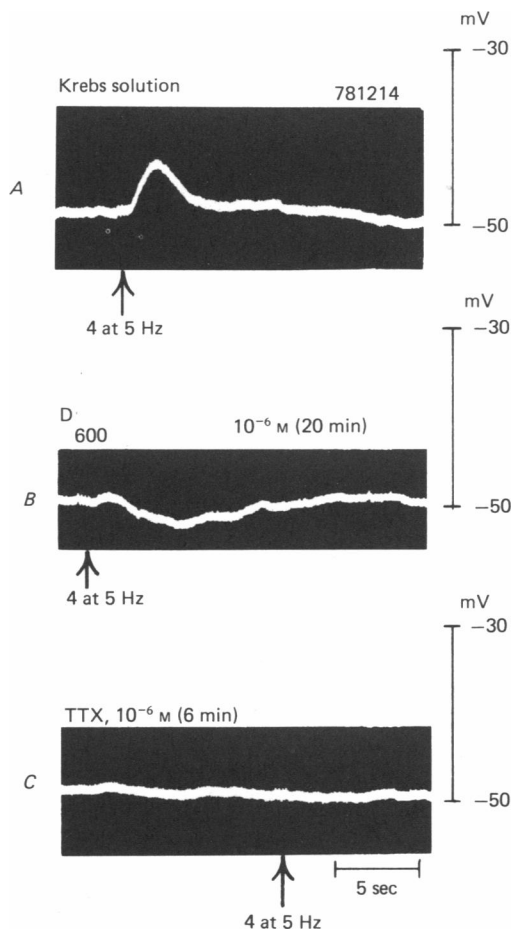 mV
−30
Krebs solution 781214
A
−50
4 at 5 Hz
mV
−30
D
600 10⁻⁶ M (20 min)
B
−50
4 at 5 Hz
mV
−30
TTX, 10⁻⁶ M (6 min)
C
−50
5 sec
4 at 5 Hz